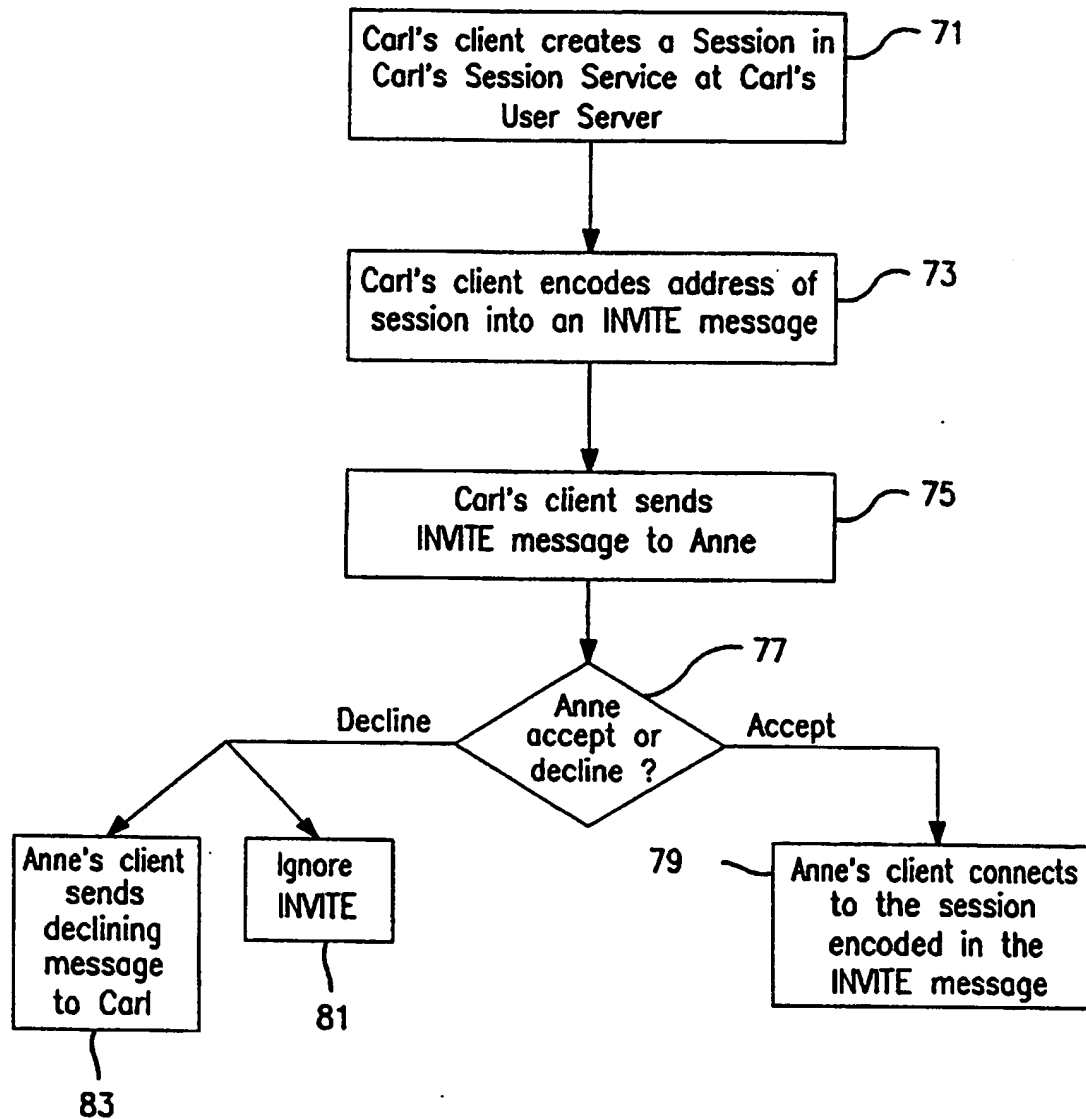 Carl's client creates a Session in
Carl's Session Service at Carl's
User Server
71
Carl's client encodes address of
session into an INVITE message
73
Carl's client sends
INVITE message to Anne
75
77
Anne
accept or
decline ?
Decline
Accept
Anne's client
sends
declining
message
to Carl
83
Ignore
INVITE
81
79
Anne's client connects
to the session
encoded in the
INVITE message